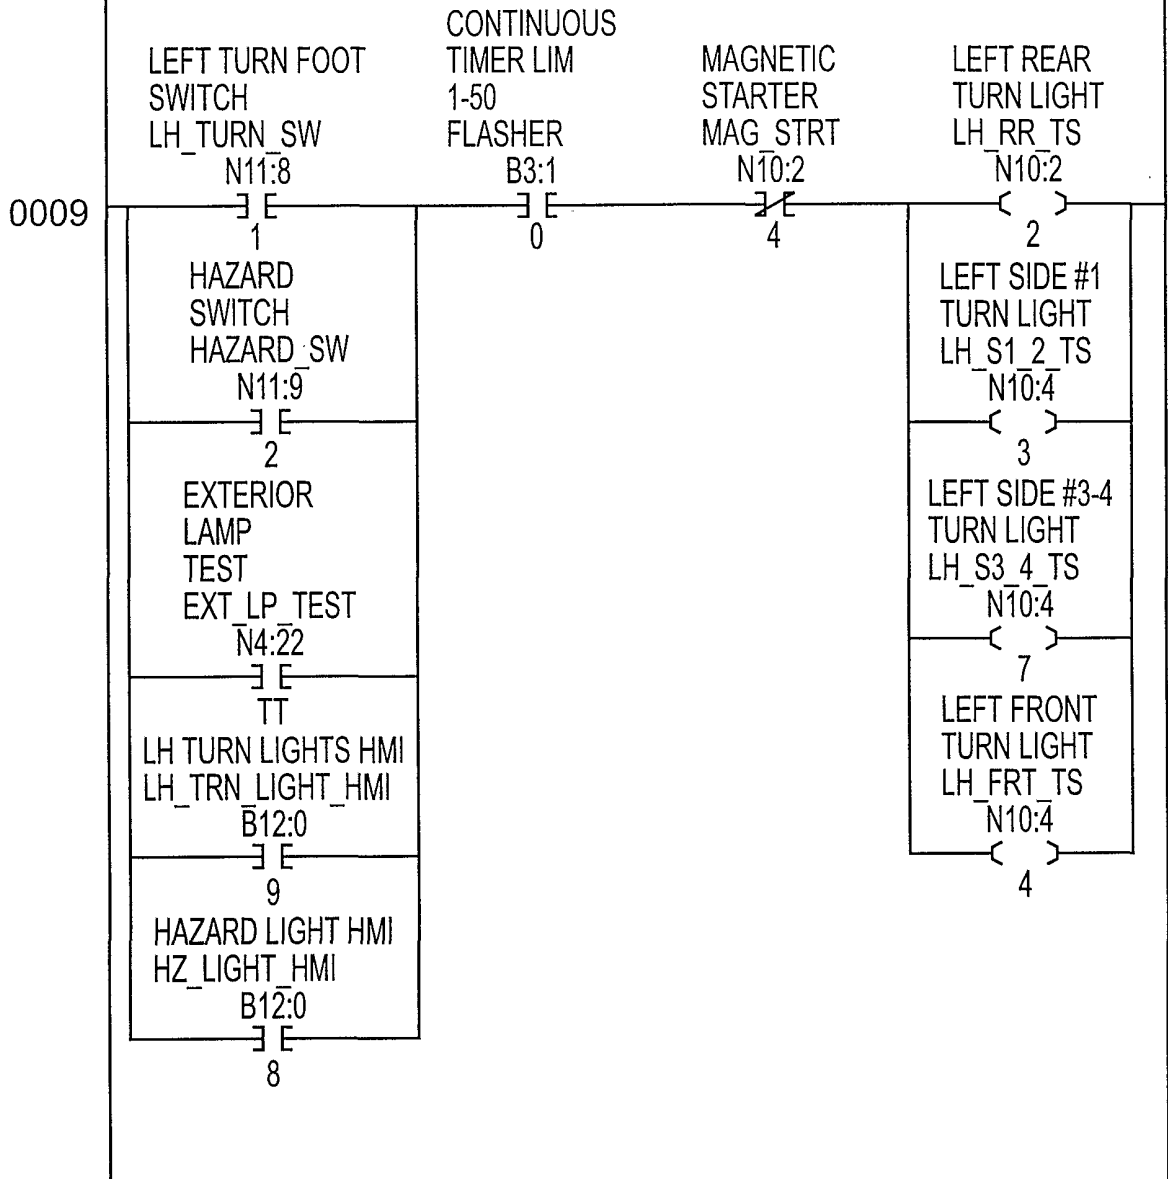 LEFT TURN FOOT
SWITCH
LH_TURN_SW
N11:8
1
CONTINUOUS
TIMER LIM
1-50
FLASHER
B3:1
0
MAGNETIC
STARTER
MAG_STRT
N10:2
4
LEFT REAR
TURN LIGHT
LH_RR_TS
N10:2
2
0009
HAZARD
SWITCH
HAZARD_SW
N11:9
2
LEFT SIDE #1
TURN LIGHT
LH_S1_2_TS
N10:4
3
EXTERIOR
LAMP
TEST
EXT_LP_TEST
N4:22
TT
LEFT SIDE #3-4
TURN LIGHT
LH_S3_4_TS
N10:4
7
LH TURN LIGHTS HMI
LH_TRN_LIGHT_HMI
B12:0
9
LEFT FRONT
TURN LIGHT
LH_FRT_TS
N10:4
4
HAZARD LIGHT HMI
HZ_LIGHT_HMI
B12:0
8